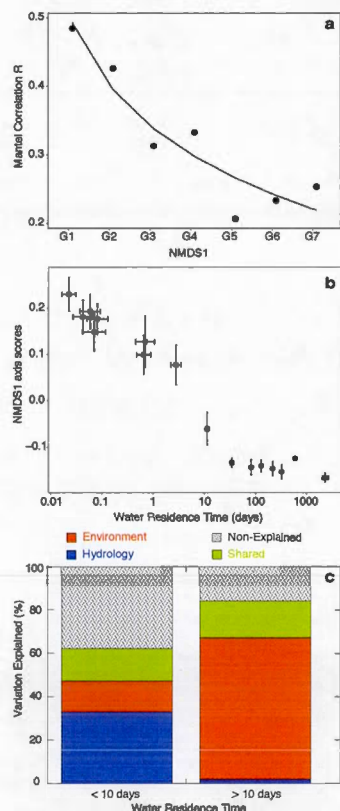 a
0.5
0.4
0.3
0.2
Mantel Correlation R
G1 G2 G3 G4 G5 G6 G7
NMDS1
b
0.2
0.1
0.0
−0.1
NMDS1 axis scores
0.01 0.1 1 10 100 1000
Water Residence Time (days)
Environment Non-Explained
Hydrology Shared
c
100
80
60
40
20
0
Variation Explained (%)
< 10 days > 10 days
Water Residence Time